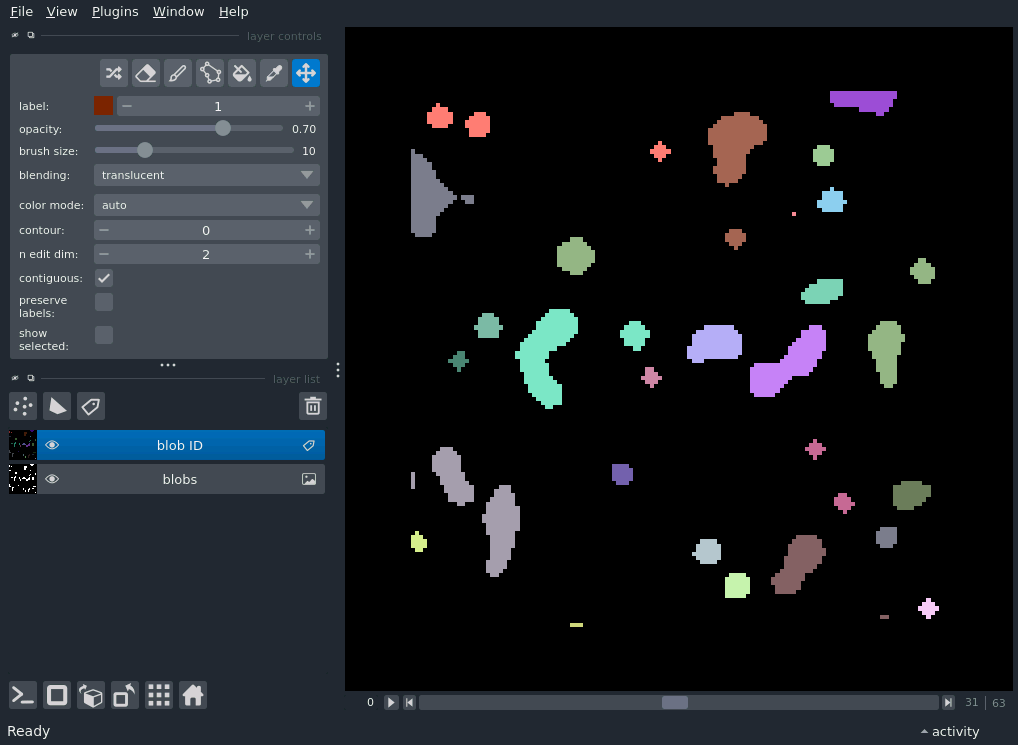 File View Plugins Window Help
layer controls
label: 1
opacity: 0.70
brush size: 10
blending: translucent
color mode: auto
contour: 0
n edit dim: 2
contiguous:
preserve
labels:
show
selected:
layer list
blob ID
blobs
0 31 63
Ready activity